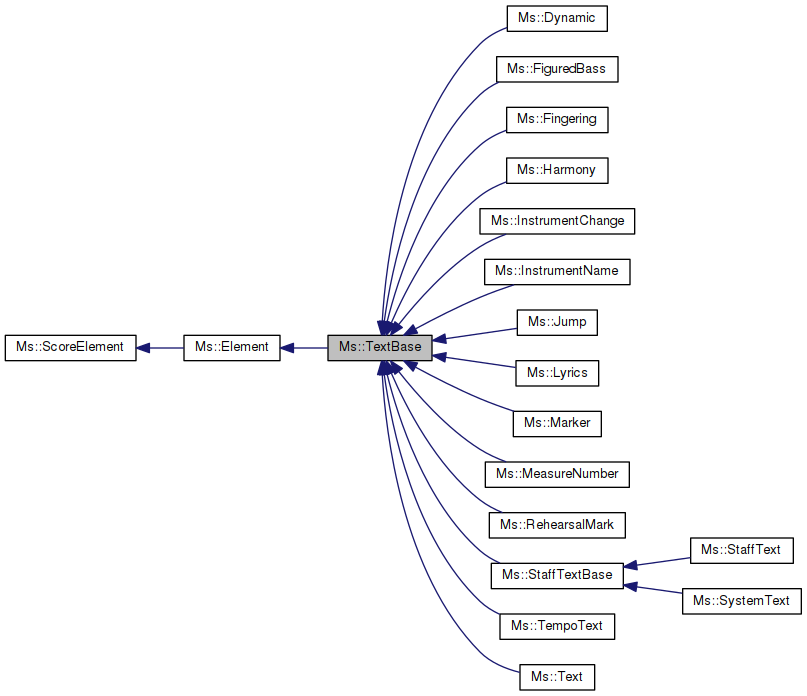 Ms::Dynamic
Ms::FiguredBass
Ms::Fingering
Ms::Harmony
Ms::InstrumentChange
Ms::InstrumentName
Ms::Jump
Ms::ScoreElement
Ms::Element
Ms::TextBase
Ms::Lyrics
Ms::Marker
Ms::MeasureNumber
Ms::RehearsalMark
Ms::StaffText
Ms::StaffTextBase
Ms::SystemText
Ms::TempoText
Ms::Text